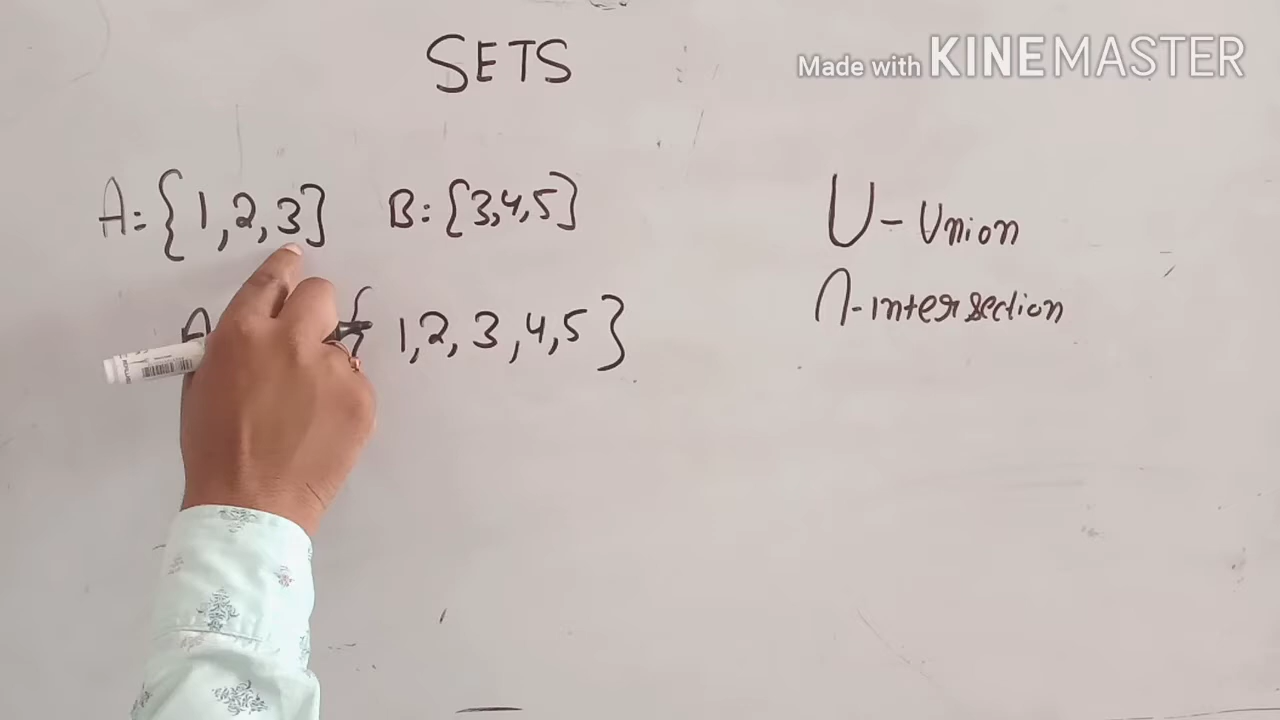 SETS
Made with KINEMASTER
A = {1,2,3} B = {3,4,5}
U - Union
∩ - intersection
A { 1,2,3,4,5}